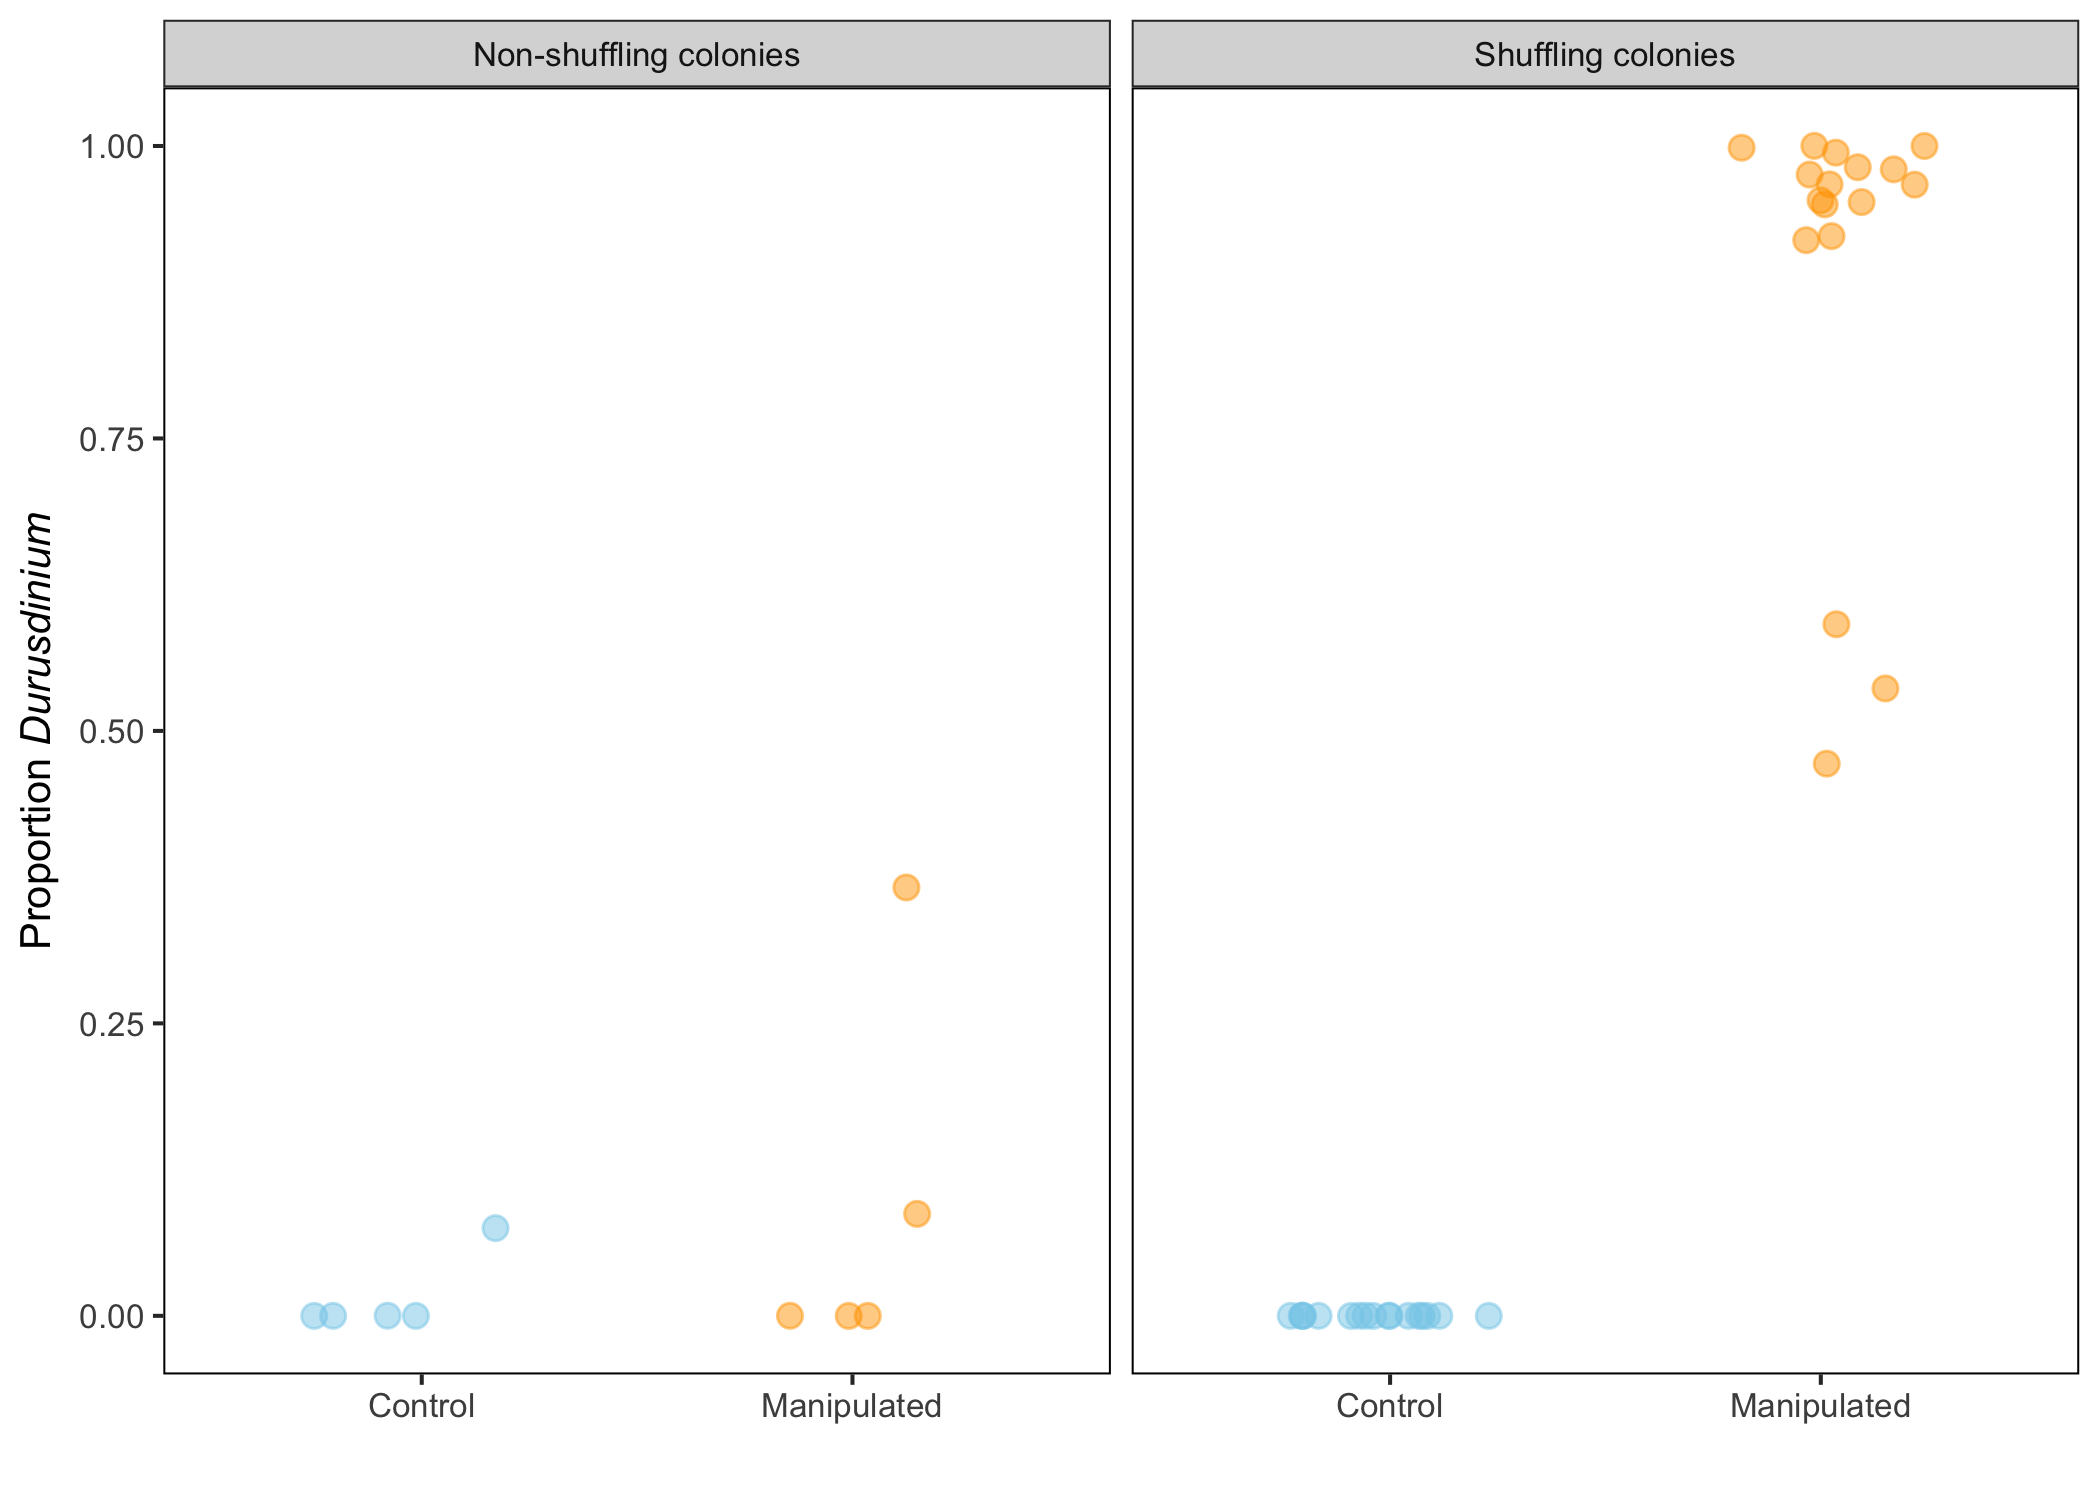 Non-shuffling colonies
Shuffling colonies
Proportion Durusdinium
1.00
0.75
0.50
0.25
0.00
Control
Manipulated
Control
Manipulated